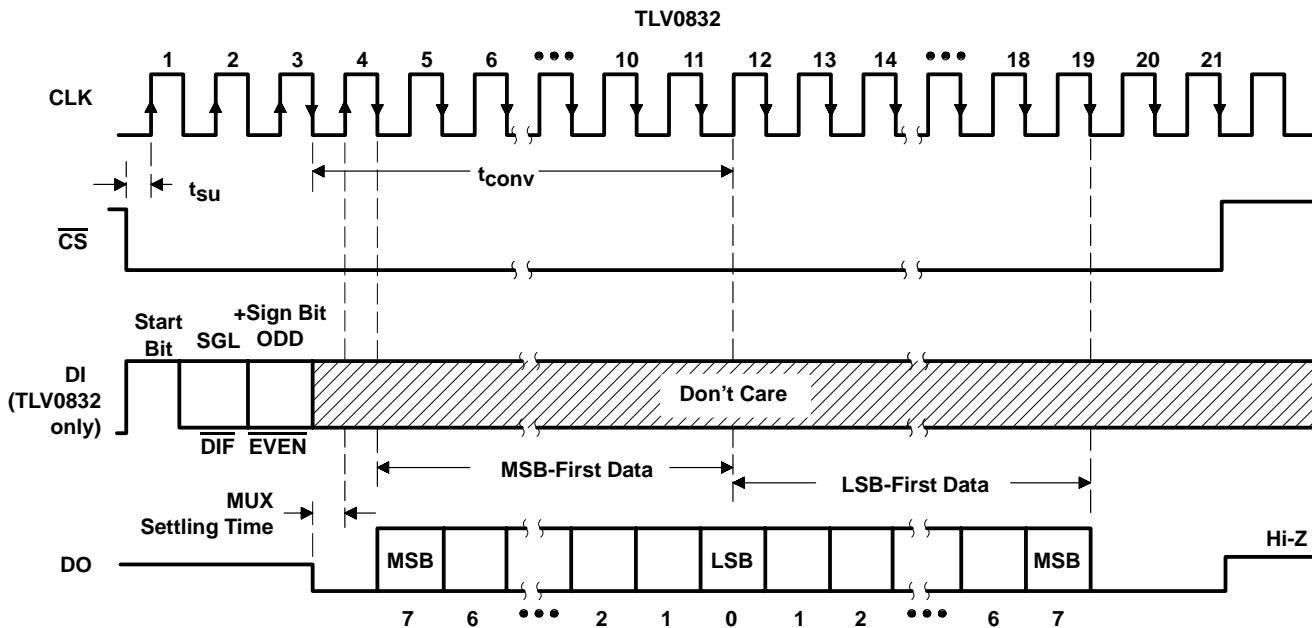 TLV0832
1 2 3 4 5 6 10 11 12 13 14 18 19 20 21
CLK
tsu
tconv
CS
Start Bit
SGL
+Sign Bit ODD
DI (TLV0832 only)
Don't Care
DIF
EVEN
MSB-First Data
LSB-First Data
MUX Settling Time
Hi-Z
DO
MSB LSB MSB
7 6 2 1 0 1 2 6 7